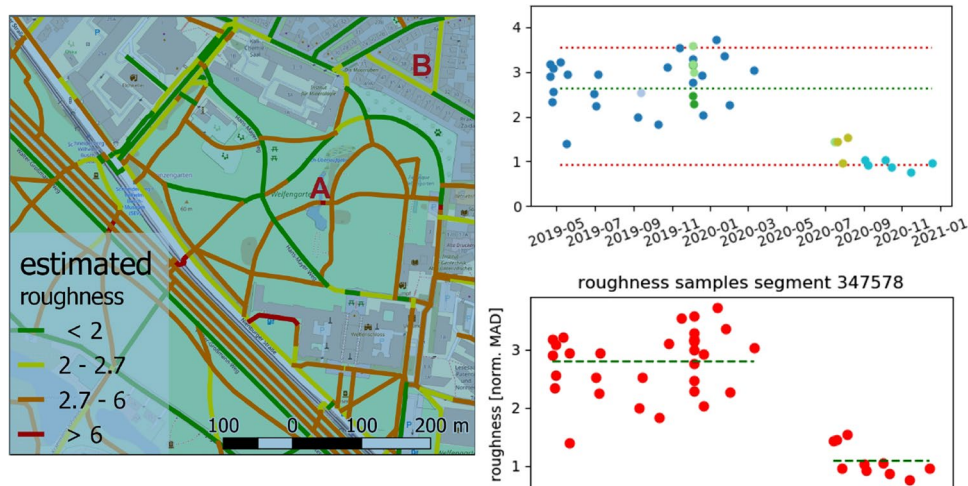 B
A
Welfengarten
estimated
roughness
< 2
2 - 2.7
2.7 - 6
> 6
100 0 100 200 m
4
3
2
1
0
2019-05 2019-07 2019-09 2019-11 2020-01 2020-03 2020-05 2020-07 2020-09 2020-11 2021-01
roughness samples segment 347578
roughness [norm. MAD]
3
2
1